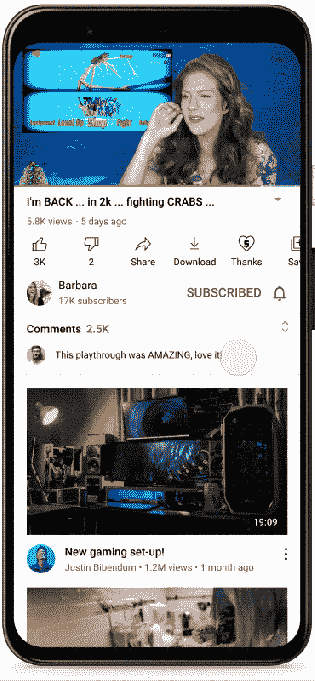 I'm BACK ... in 2k ... fighting CRABS ...
5.8K views · 5 days ago
3K
2
Share
Download
Thanks
Sav
Barbara
17K subscribers
SUBSCRIBED
Comments 2.5K
This playthrough was AMAZING, love it!
19:09
New gaming set-up!
Justin Bibendum • 1.2M views • 1 month ago